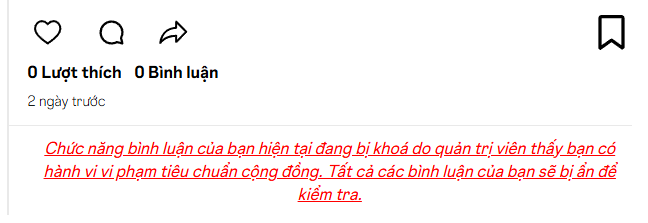 0 Lượt thích 0 Bình luận
2 ngày trước
Chức năng bình luận của bạn hiện tại đang bị khoá do quản trị viên thấy bạn có
hành vi vi phạm tiêu chuẩn cộng đồng. Tất cả các bình luận của bạn sẽ bị ẩn để
kiểm tra.